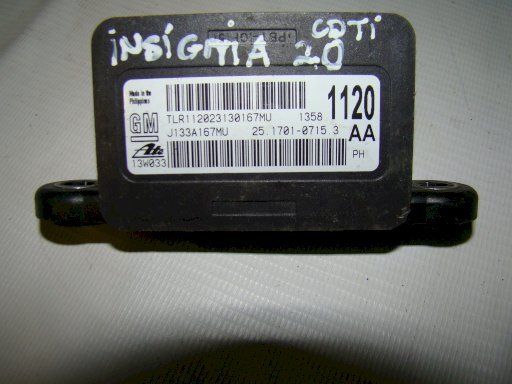 iNSiGNiA CDTi
2.0
Made in the
Philippines
GM
TLR112023130167MU 1358
1120
J133A167MU 25.1701-0715.3
AA
Ate
13W033
PH